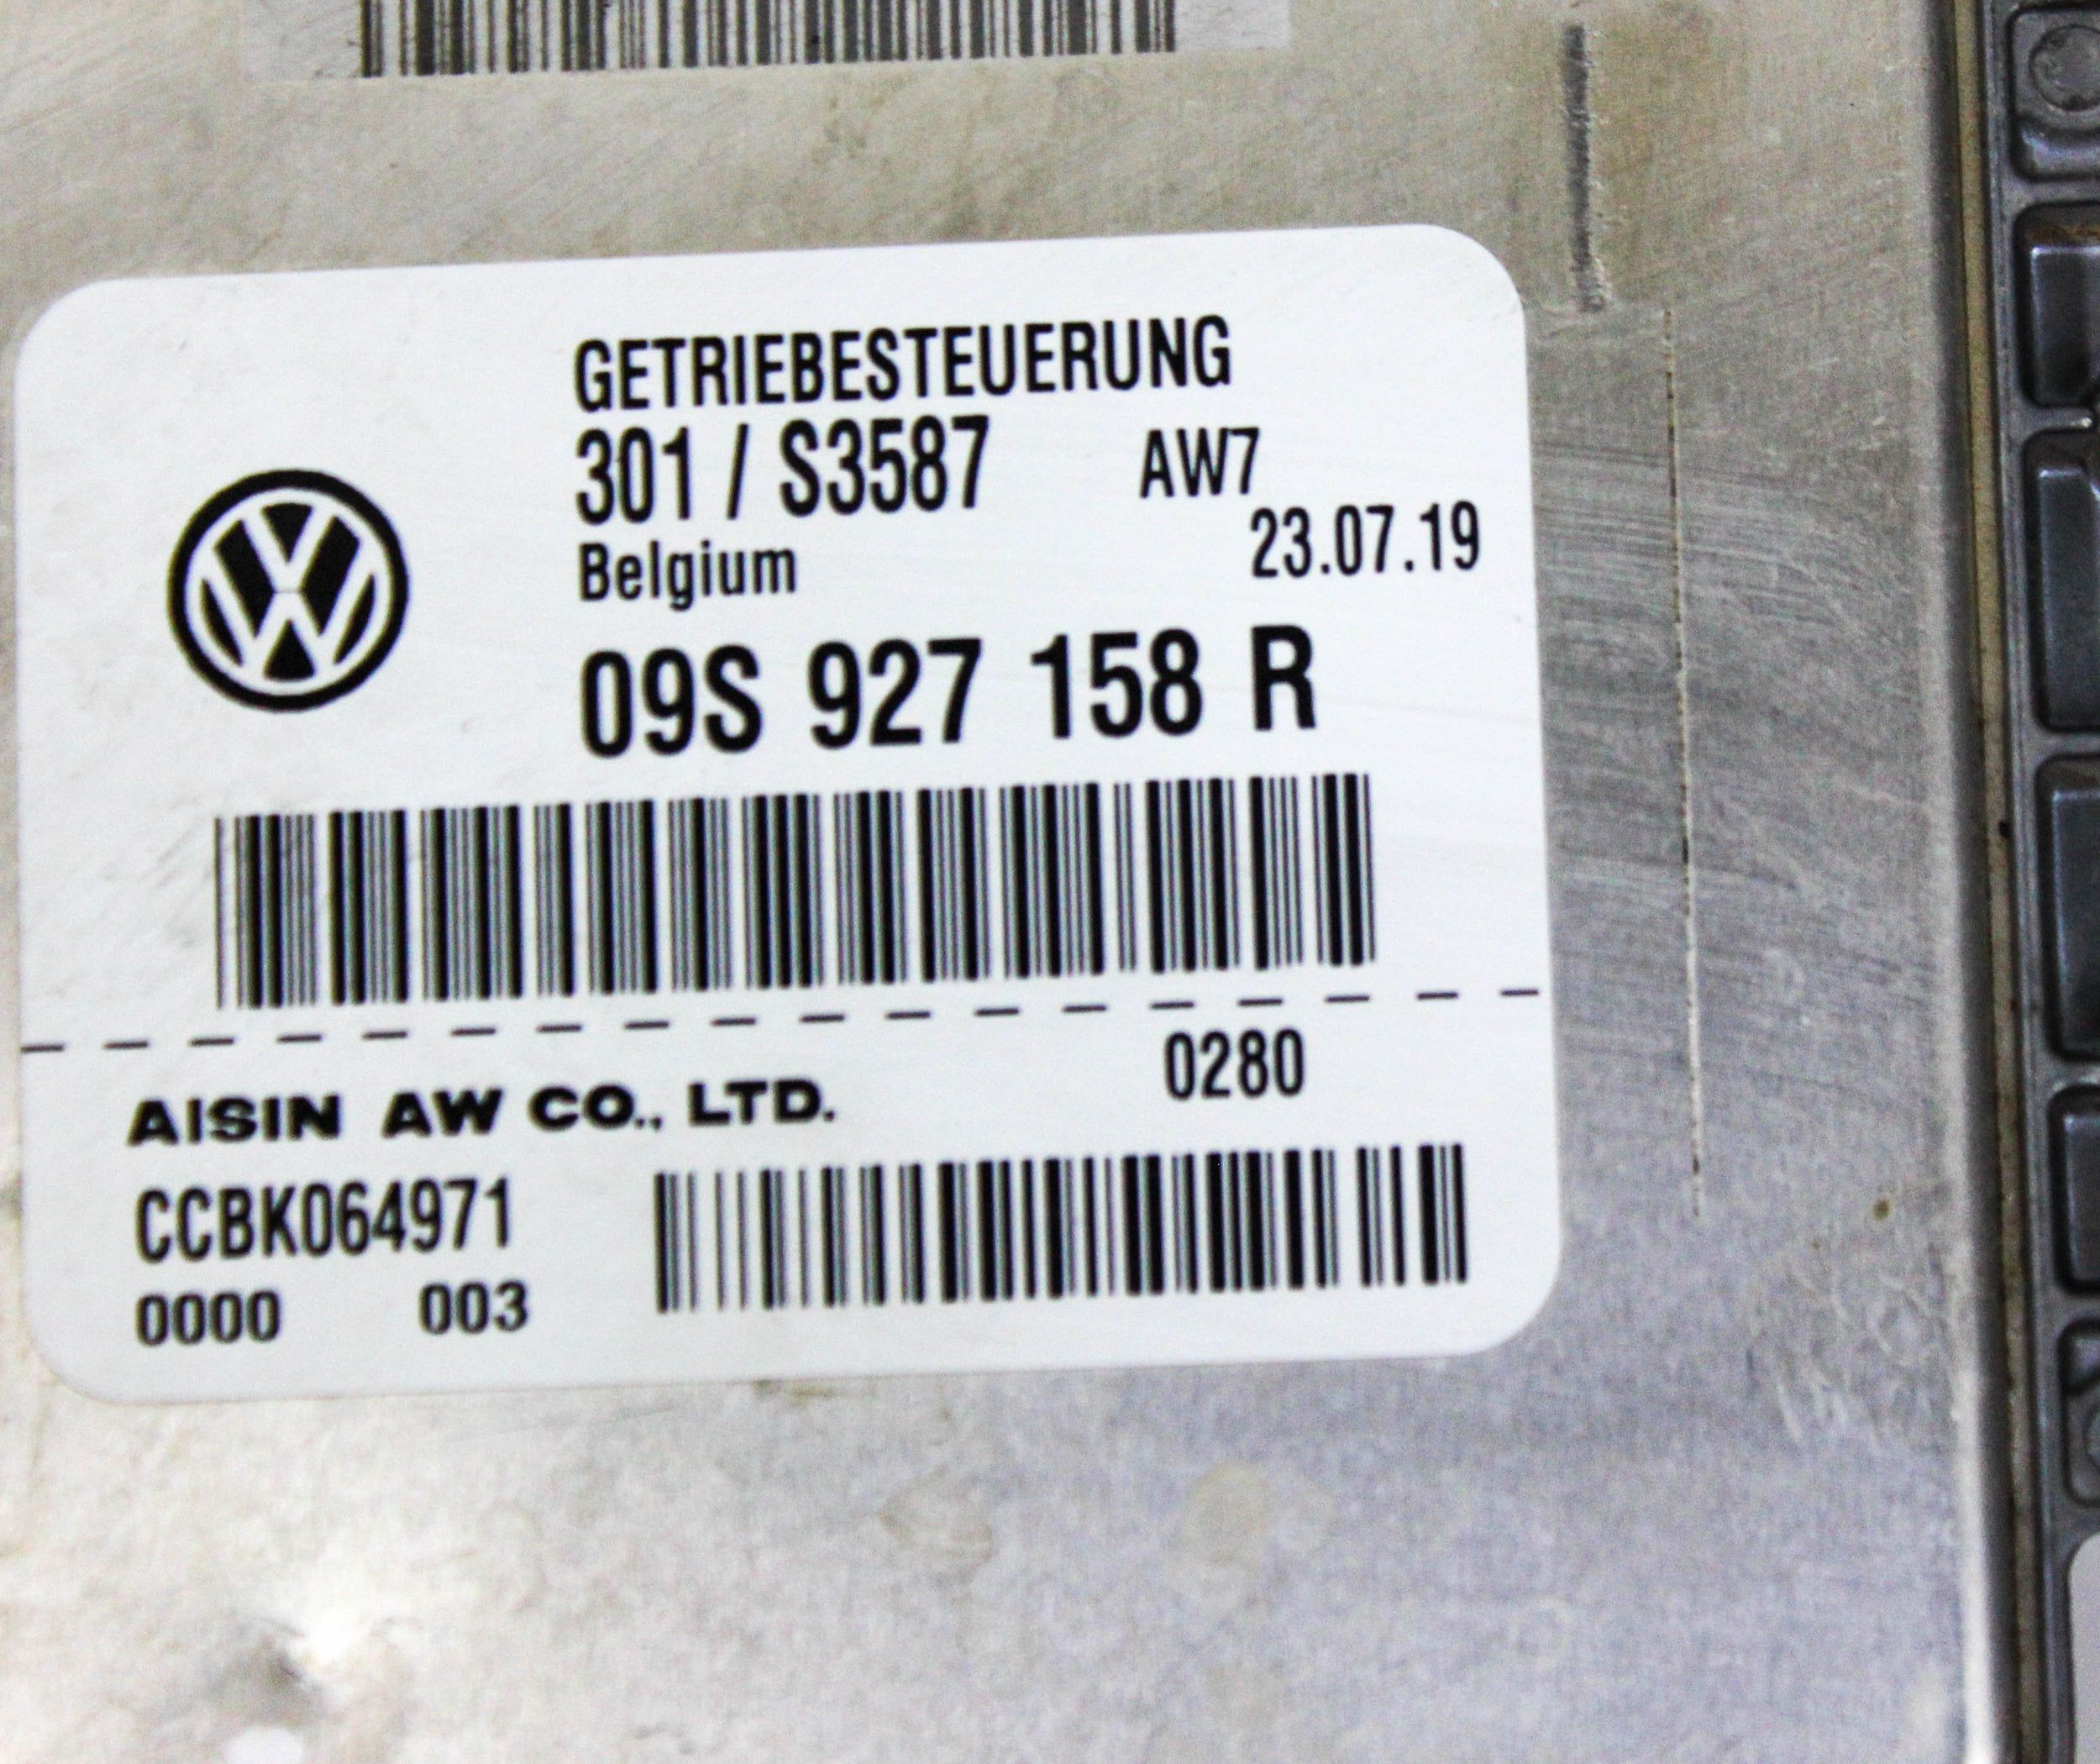 GETRIEBESTEUERUNG
301 / S3587 AW7
Belgium 23.07.19
09S 927 158 R
0280
AISIN AW CO., LTD.
CCBK064971
0000 003